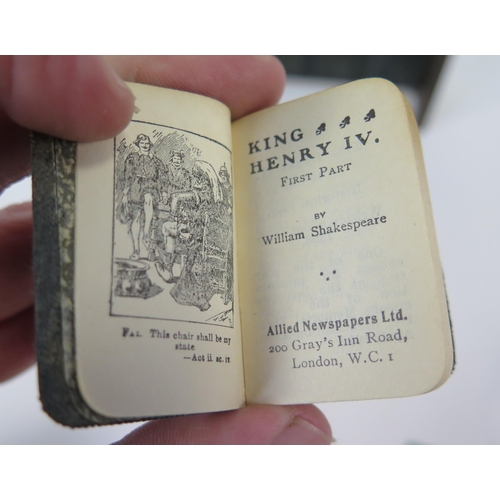 Fal. This chair shall be my
state
—Act ii sc. iv
KING
HENRY IV.
First Part
BY
William Shakespeare
Allied Newspapers Ltd.
200 Gray's Inn Road,
London, W.C. 1